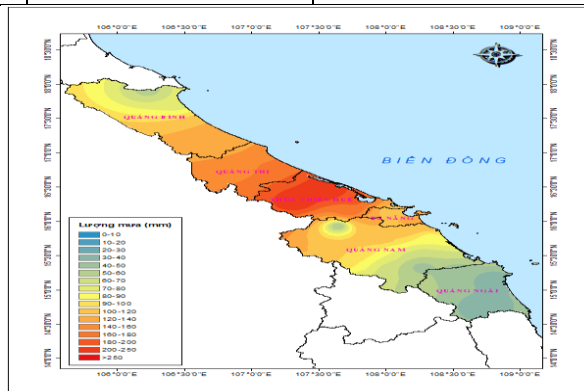 106°0'0"E 106°30'0"E 107°0'0"E 107°30'0"E 108°0'0"E 108°30'0"E 109°0'0"E
QUẢNG BÌNH
BIỂN ĐÔNG
QUẢNG TRỊ
THỪA THIÊN HUẾ
ĐÀ NẴNG
QUẢNG NAM
QUẢNG NGÃI
Lượng mưa (mm)
0-10
10-20
20-30
30-40
40-50
50-60
60-70
70-80
80-90
90-100
100-120
120-140
140-160
160-180
180-200
200-250
>250
106°0'0"E 106°30'0"E 107°0'0"E 107°30'0"E 108°0'0"E 108°30'0"E 109°0'0"E